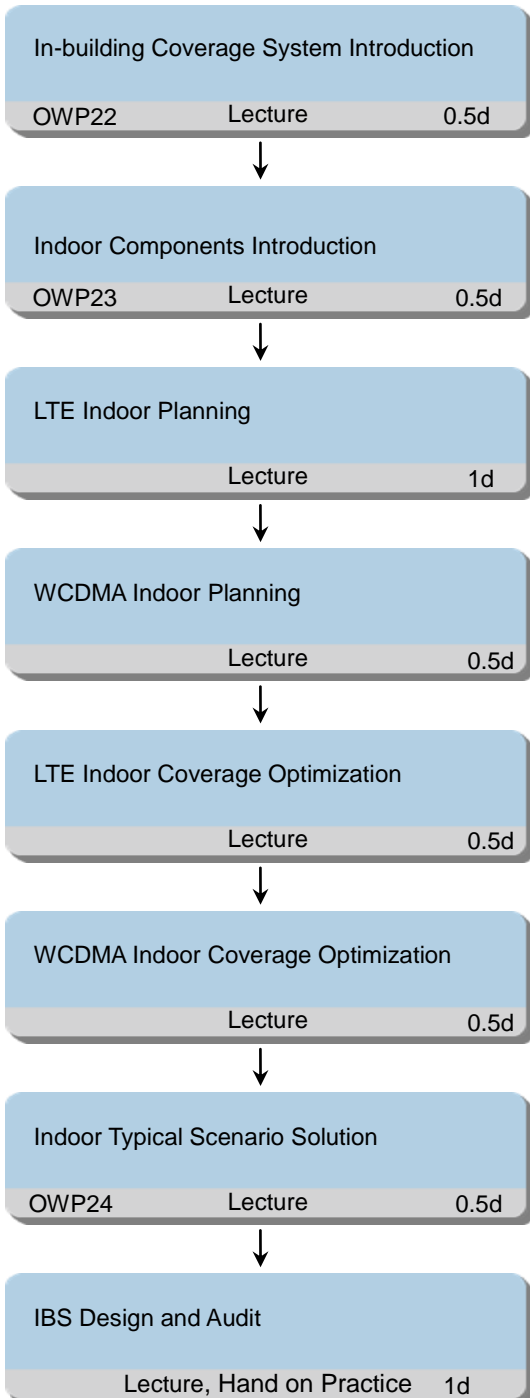 In-building Coverage System Introduction
OWP22 Lecture 0.5d
Indoor Components Introduction
OWP23 Lecture 0.5d
LTE Indoor Planning
Lecture 1d
WCDMA Indoor Planning
Lecture 0.5d
LTE Indoor Coverage Optimization
Lecture 0.5d
WCDMA Indoor Coverage Optimization
Lecture 0.5d
Indoor Typical Scenario Solution
OWP24 Lecture 0.5d
IBS Design and Audit
Lecture, Hand on Practice 1d